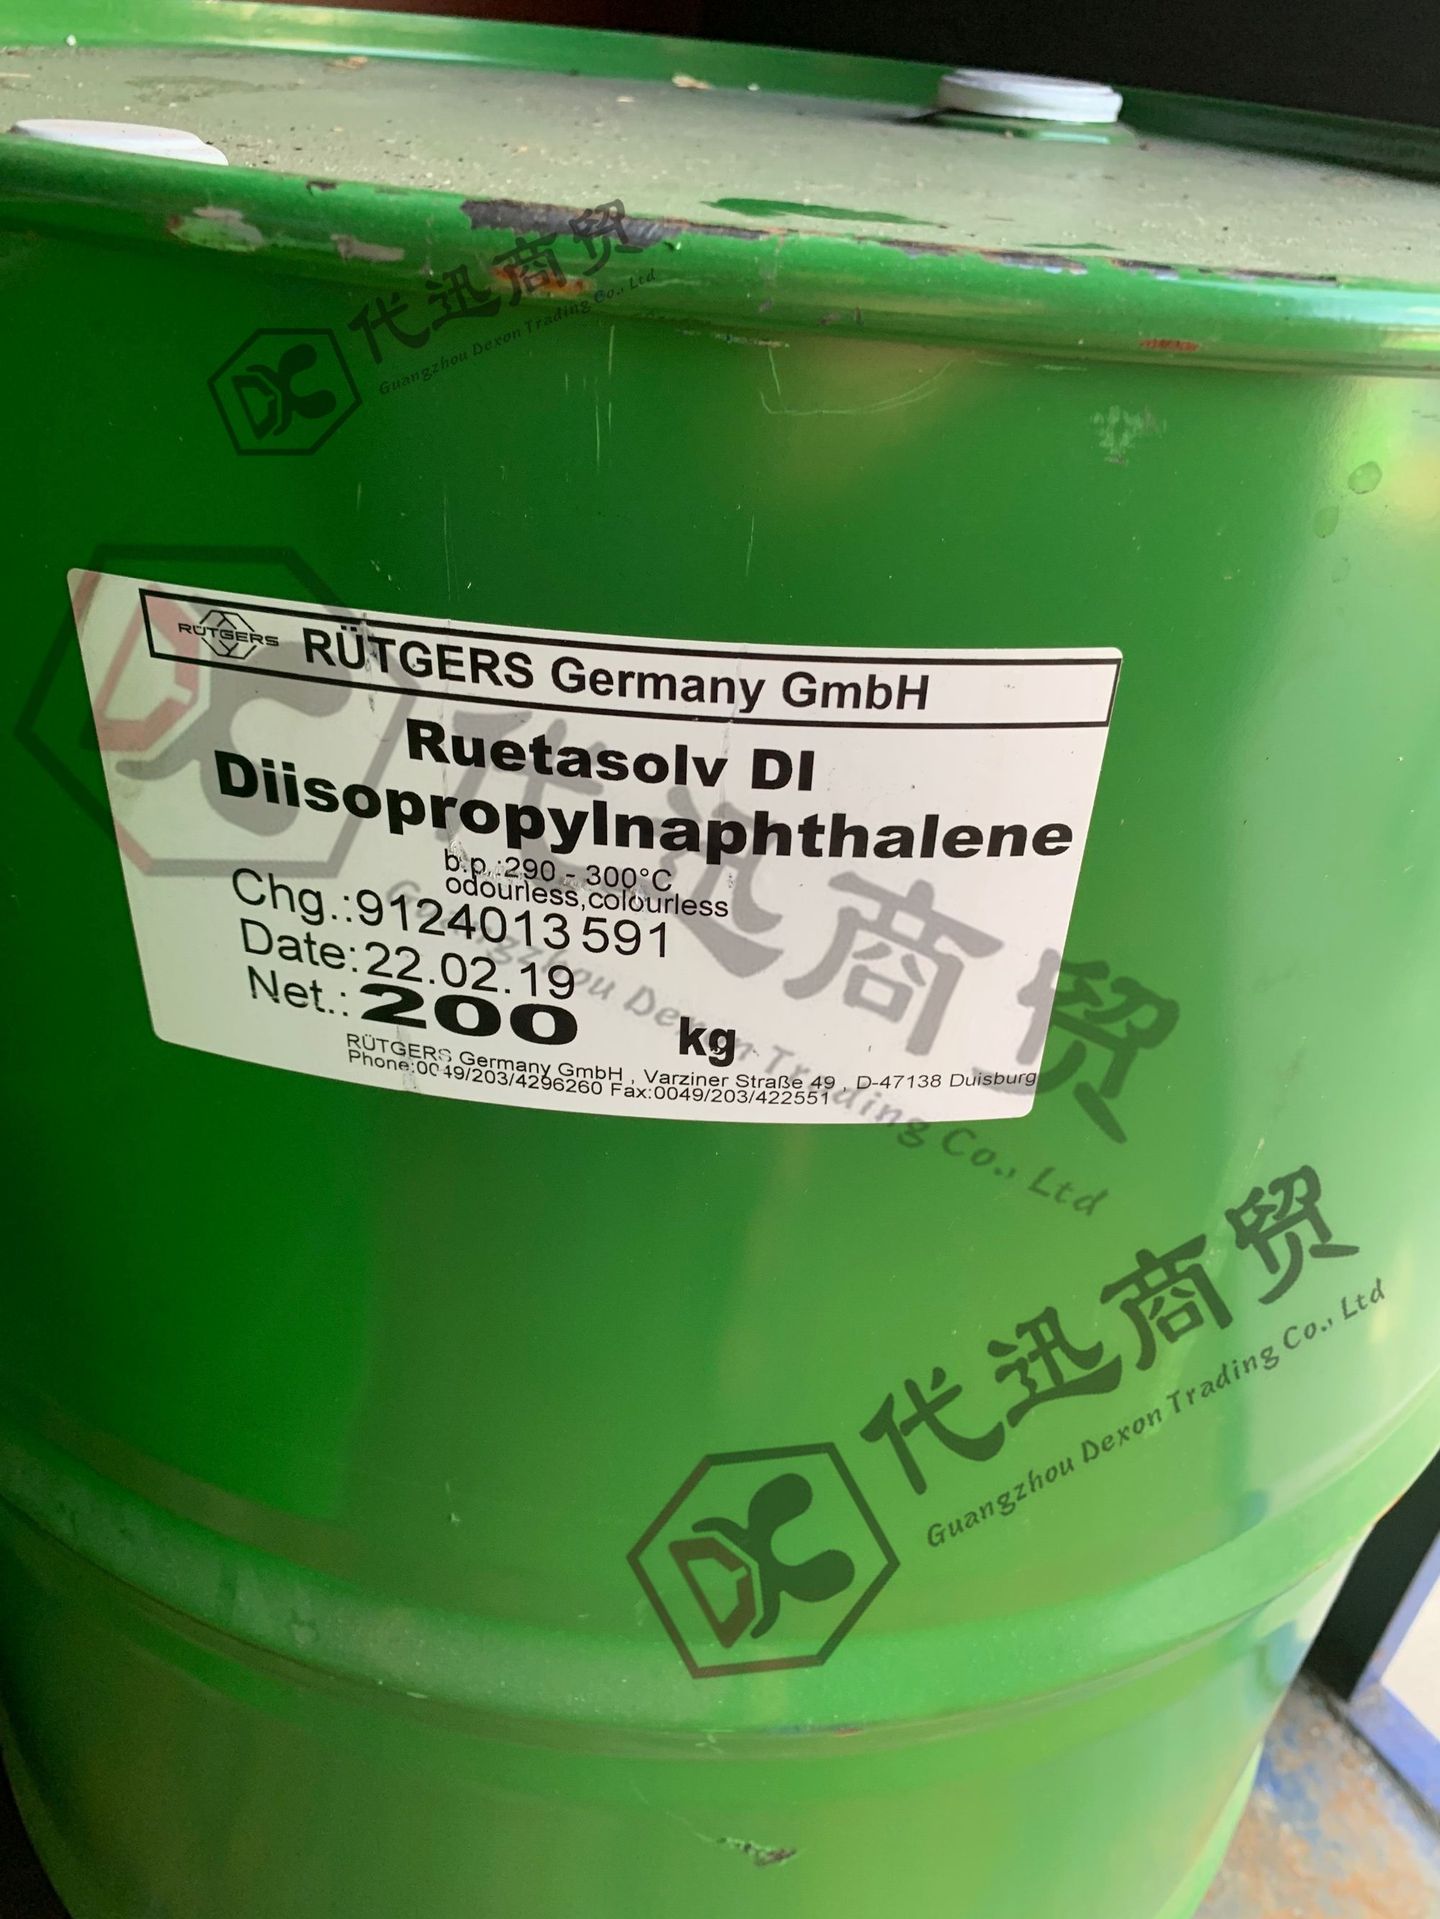 代迅商贸
Guangzhou Dexon Trading Co., Ltd
RÜTGERS
RÜTGERS Germany GmbH
Ruetasolv DI
Diisopropylnaphthalene
b.p.:290 - 300°C
odourless,colourless
Chg.:9124013591
Date:22.02.19
Net.: 200 kg
RÜTGERS Germany GmbH , Varziner Straße 49 , D-47138 Duisburg
Phone:0049/203/4296260 Fax:0049/203/422551
代迅商贸
Guangzhou Dexon Trading Co., Ltd
代迅商贸
Guangzhou Dexon Trading Co., Ltd